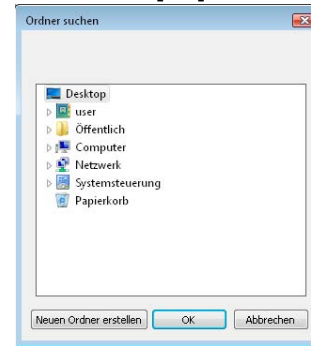 Ordner suchen
Desktop
user
Öffentlich
Computer
Netzwerk
Systemsteuerung
Papierkorb
Neuen Ordner erstellen OK Abbrechen